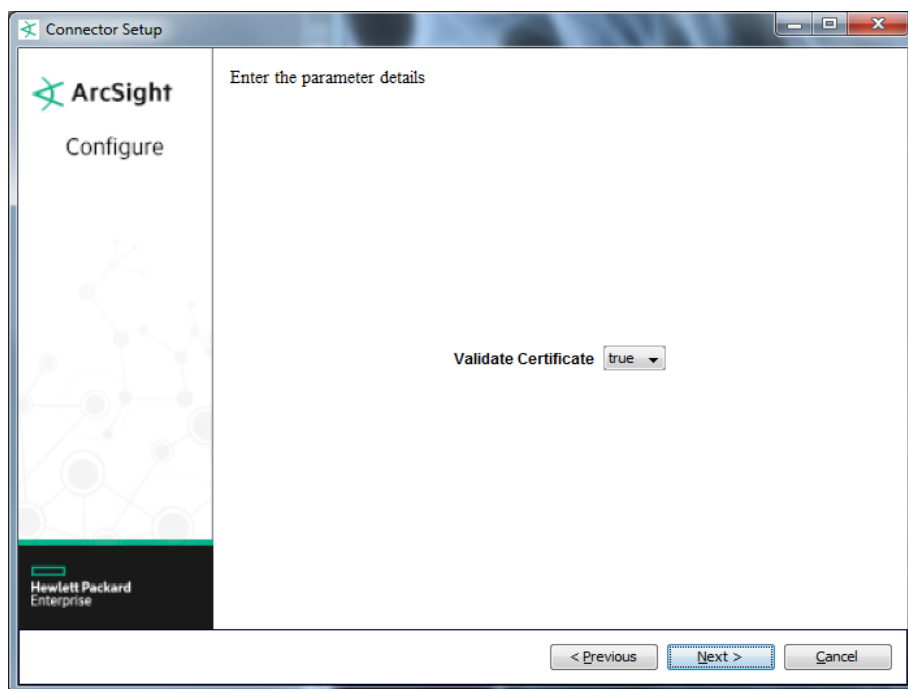 Connector Setup
ArcSight
Configure
Enter the parameter details
Validate Certificate true
Hewlett Packard
Enterprise
< Previous Next > Cancel